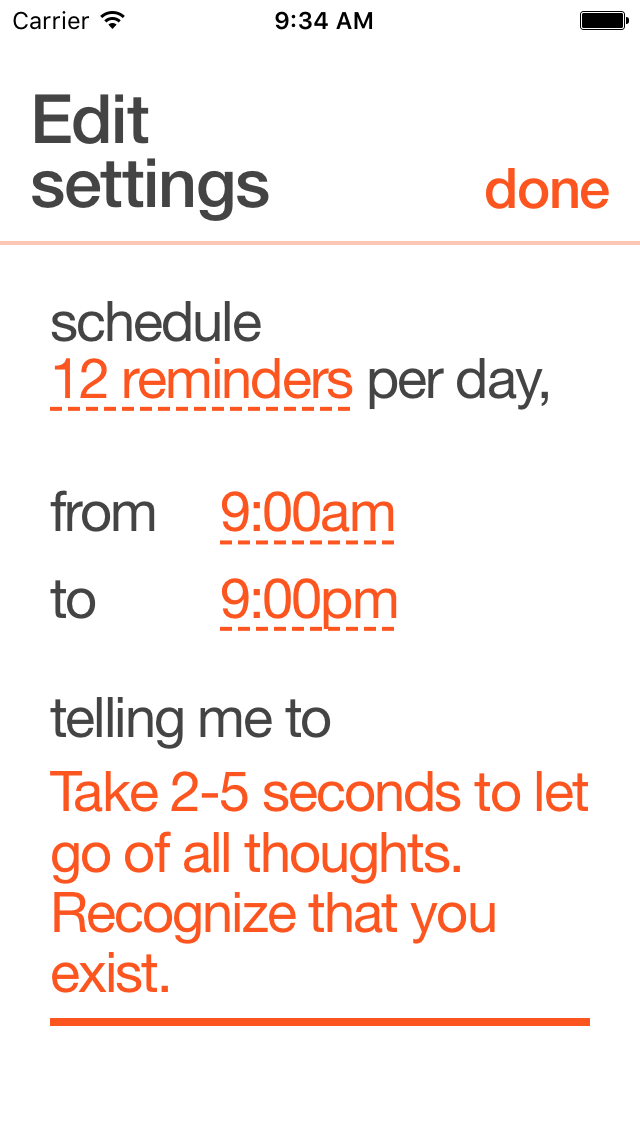 Carrier 9:34 AM
Edit
settings
done
schedule
12 reminders per day,
from 9:00am
to 9:00pm
telling me to
Take 2-5 seconds to let
go of all thoughts.
Recognize that you
exist.